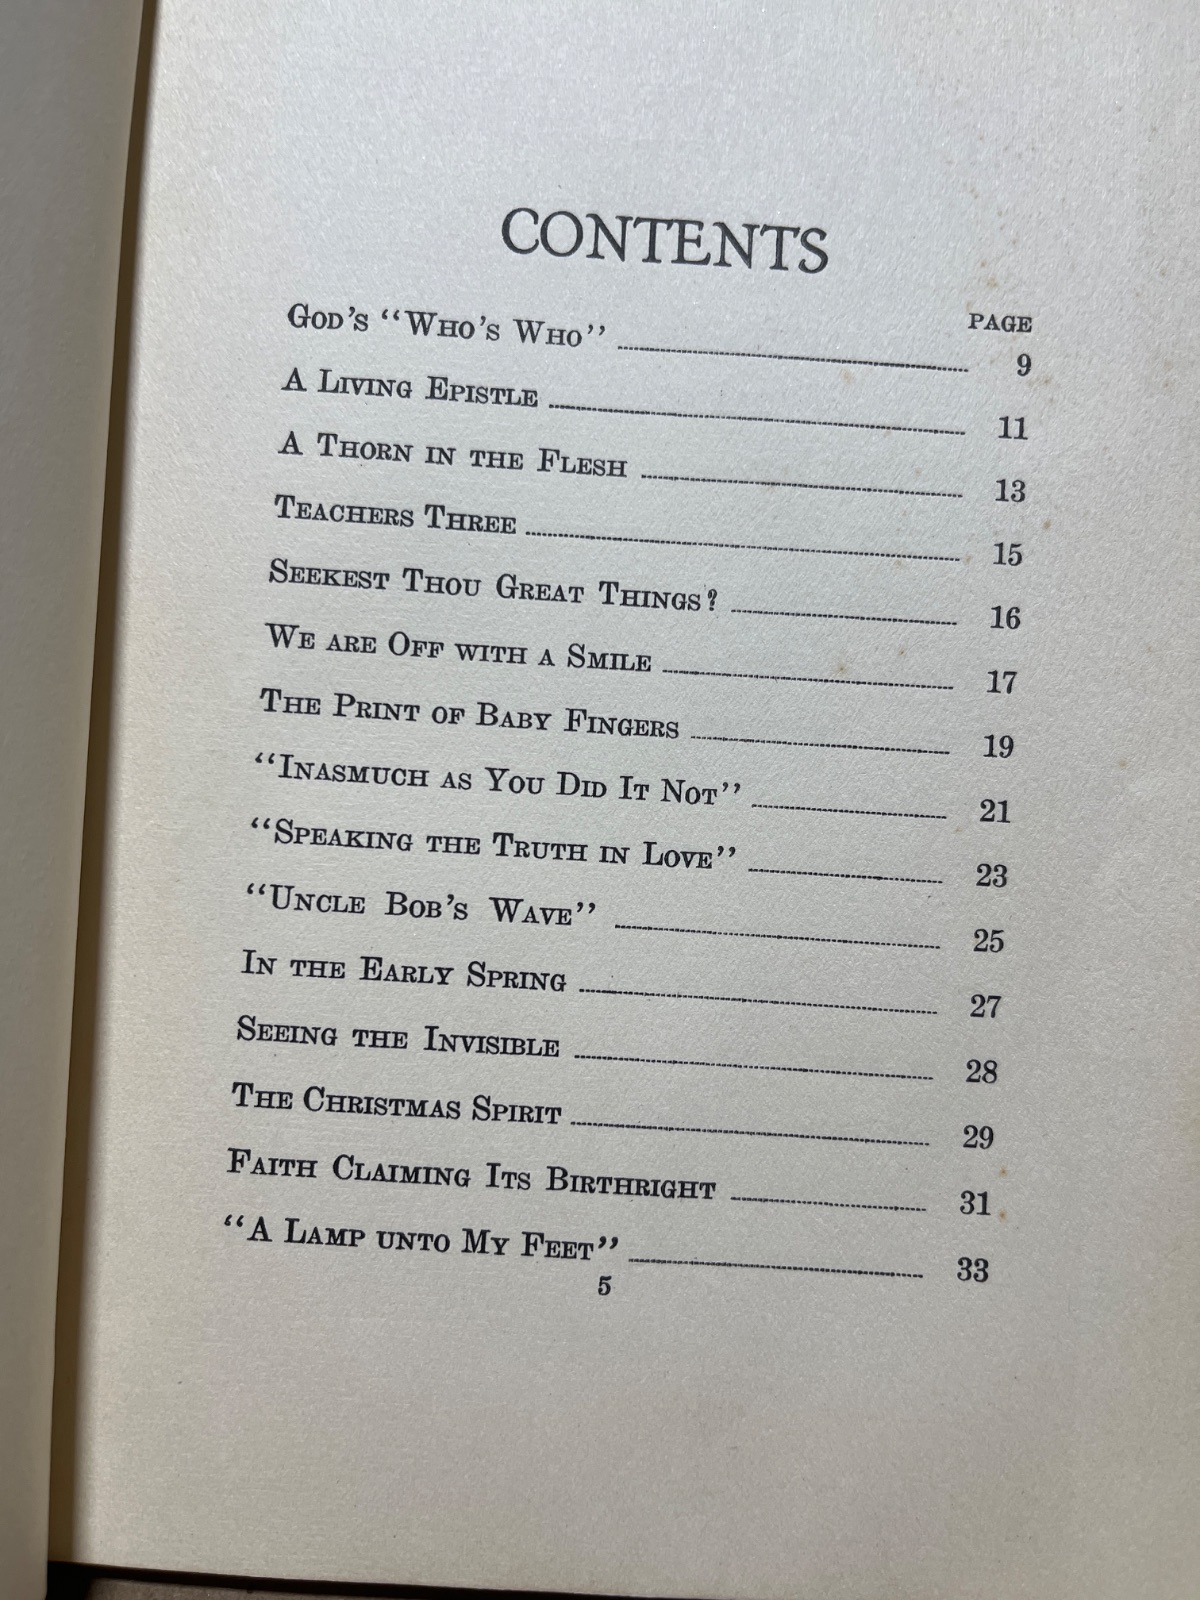 CONTENTS
PAGE
God's "Who's Who" 9
A Living Epistle 11
A Thorn in the Flesh 13
Teachers Three 15
Seekest Thou Great Things? 16
We are Off with a Smile 17
The Print of Baby Fingers 19
"Inasmuch as You Did It Not" 21
"Speaking the Truth in Love" 23
"Uncle Bob's Wave" 25
In the Early Spring 27
Seeing the Invisible 28
The Christmas Spirit 29
Faith Claiming Its Birthright 31
"A Lamp unto My Feet" 33
5